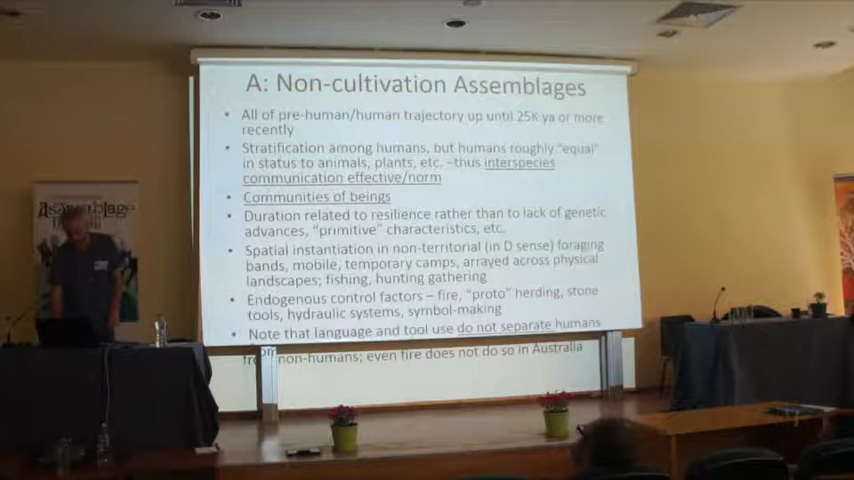 A: Non-cultivation Assemblages
• All of pre-human/human trajectory up until 25K ya or more
recently
• Stratification among humans, but humans roughly “equal”
in status to animals, plants, etc. –thus interspecies
communication effective/norm
• Communities of beings
• Duration related to resilience rather than to lack of genetic
advances, “primitive” characteristics, etc.
• Spatial instantiation in non-territorial (in D sense) foraging
bands, mobile, temporary camps, arrayed across physical
landscapes; fishing, hunting gathering
• Endogenous control factors – fire, “proto” herding, stone
tools, hydraulic systems, symbol-making
• Note that language and tool use do not separate humans
from non-humans; even fire does not do so in Australia